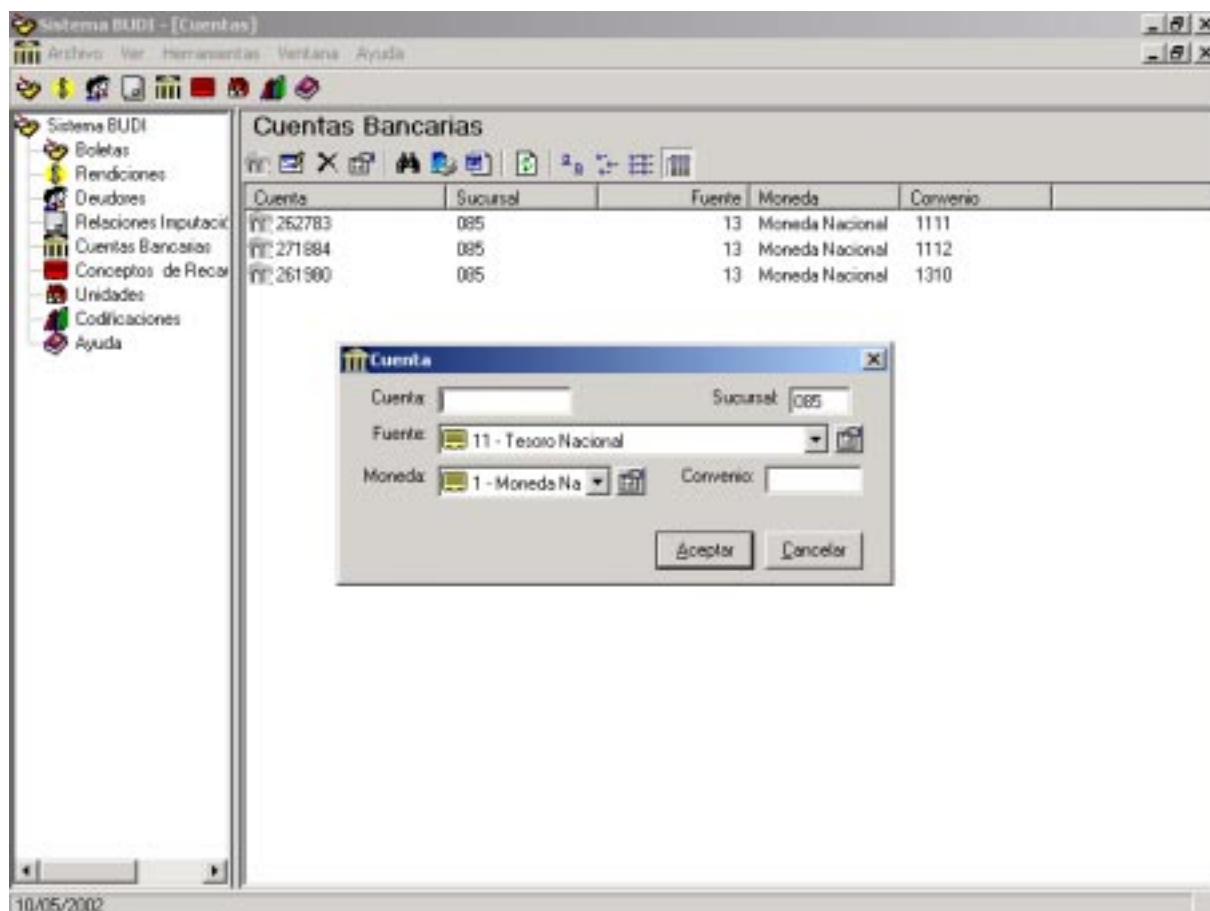 Sistema BUDI - [Cuentas]
Archivo Ver Herramientas Ventana Ayuda
Sistema BUDI
Boletas
Rendiciones
Deudores
Relaciones Imputació
Cuentas Bancarias
Conceptos de Recau
Unidades
Codificaciones
Ayuda
Cuentas Bancarias
Cuenta Sucursal Fuente Moneda Convenio
262783 085 13 Moneda Nacional 1111
271884 085 13 Moneda Nacional 1112
261980 085 13 Moneda Nacional 1310
Cuenta
Cuenta: Sucursal: 085
Fuente: 11 - Tesoro Nacional
Moneda: 1 - Moneda Na Convenio:
Aceptar Cancelar
10/05/2002